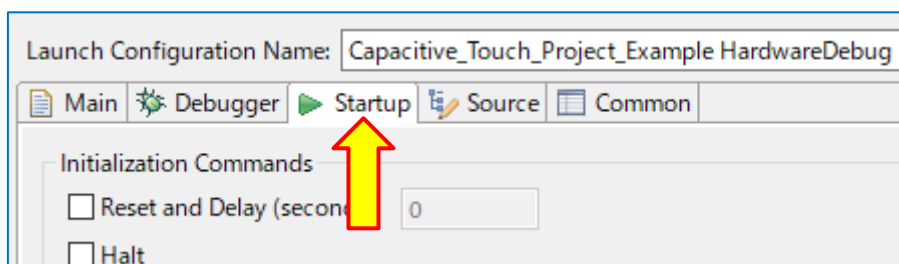 Launch Configuration Name: Capacitive_Touch_Project_Example HardwareDebug
Main Debugger Startup Source Common
Initialization Commands
Reset and Delay (secon 0
Halt